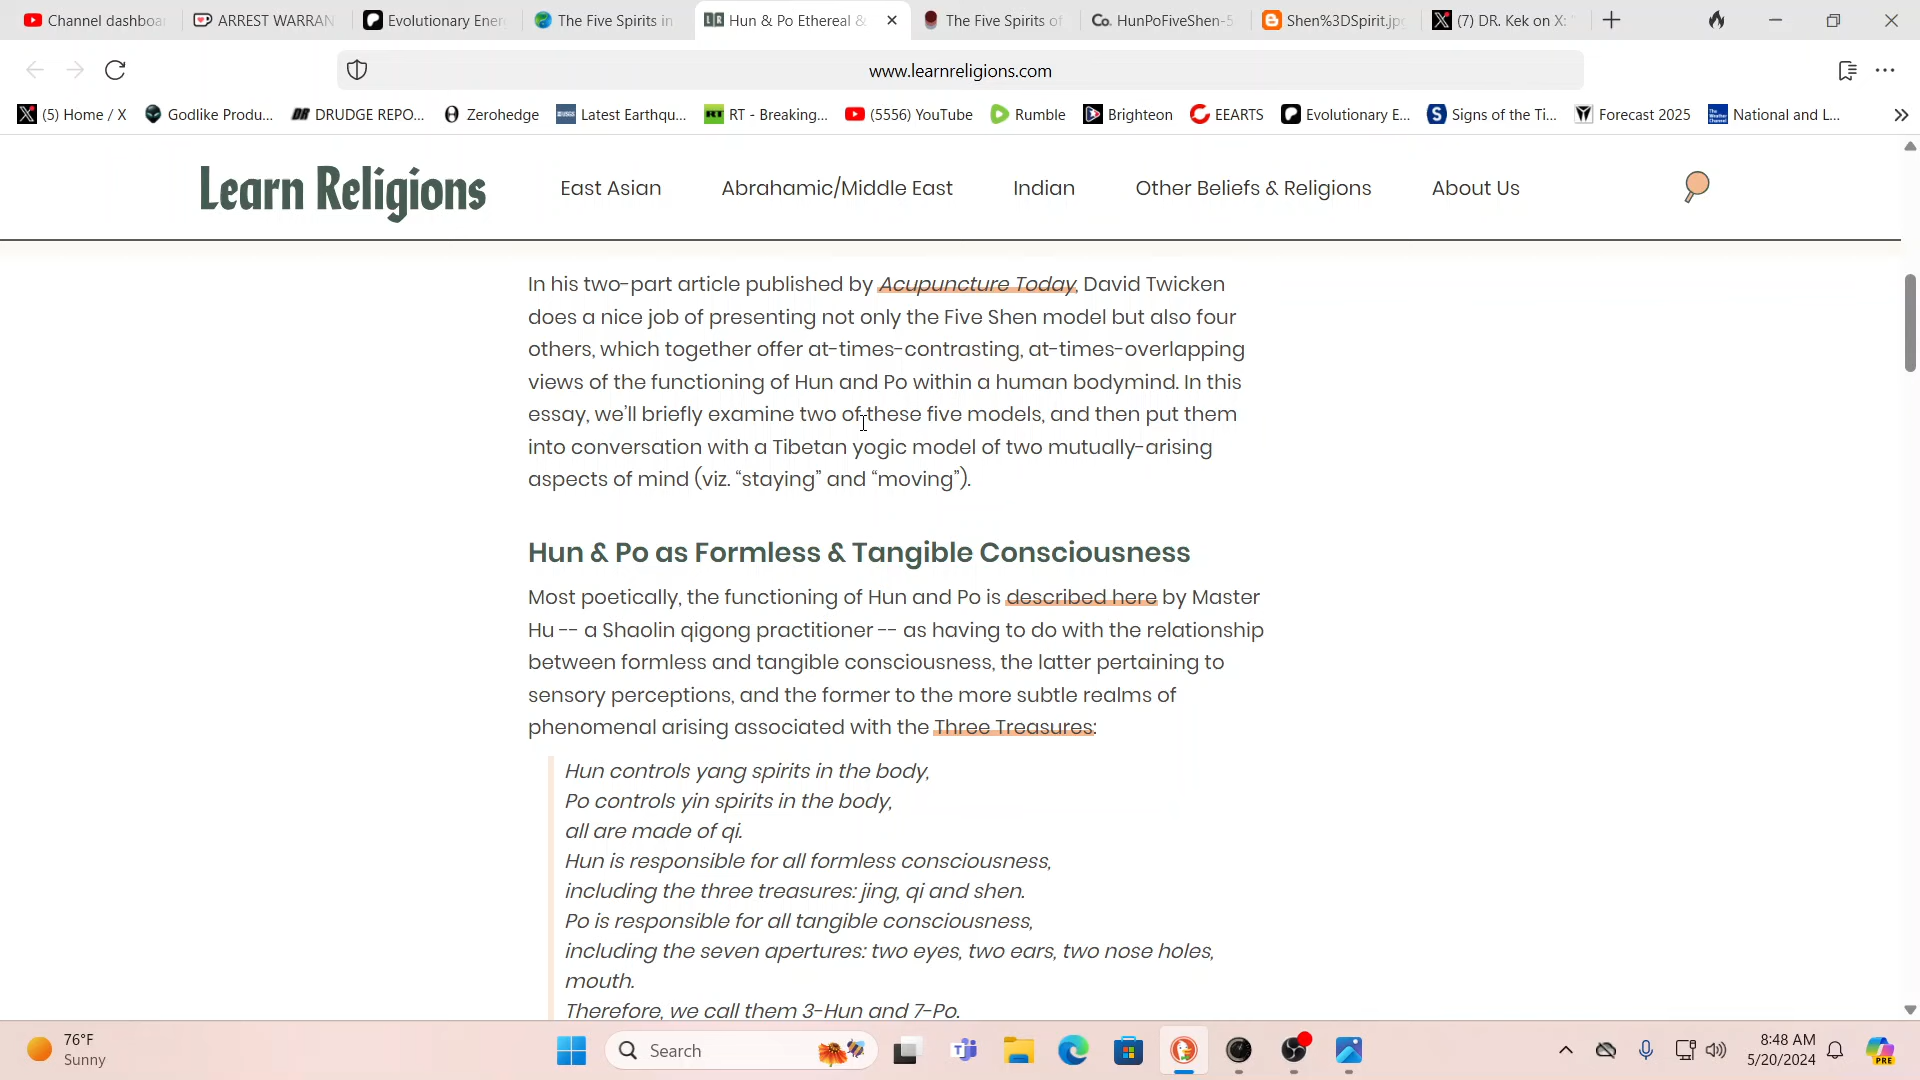 Channel dashboa
ARREST WARRAN
Evolutionary Ener
The Five Spirits in
LR Hun & Po Ethereal &
The Five Spirits of
Co. HunPoFiveShen-5
Shen%3DSpirit.jp
(7) DR. Kek on X: "
www.learnreligions.com
(5) Home / X
Godlike Produ...
DRUDGE REPO...
Zerohedge
Latest Earthqu...
RT - Breaking...
(5556) YouTube
Rumble
Brighteon
EEARTS
Evolutionary E...
Signs of the Ti...
Forecast 2025
National and L...
Learn Religions
East Asian
Abrahamic/Middle East
Indian
Other Beliefs & Religions
About Us
In his two-part article published by Acupuncture Today, David Twicken
does a nice job of presenting not only the Five Shen model but also four
others, which together offer at-times-contrasting, at-times-overlapping
views of the functioning of Hun and Po within a human bodymind. In this
essay, we'll briefly examine two of these five models, and then put them
into conversation with a Tibetan yogic model of two mutually-arising
aspects of mind (viz. “staying” and “moving”).
Hun & Po as Formless & Tangible Consciousness
Most poetically, the functioning of Hun and Po is described here by Master
Hu -- a Shaolin qigong practitioner -- as having to do with the relationship
between formless and tangible consciousness, the latter pertaining to
sensory perceptions, and the former to the more subtle realms of
phenomenal arising associated with the Three Treasures:
Hun controls yang spirits in the body,
Po controls yin spirits in the body,
all are made of qi.
Hun is responsible for all formless consciousness,
including the three treasures: jing, qi and shen.
Po is responsible for all tangible consciousness,
including the seven apertures: two eyes, two ears, two nose holes,
mouth.
Therefore, we call them 3-Hun and 7-Po.
76°F
Sunny
Search
8:48 AM
5/20/2024
PRE